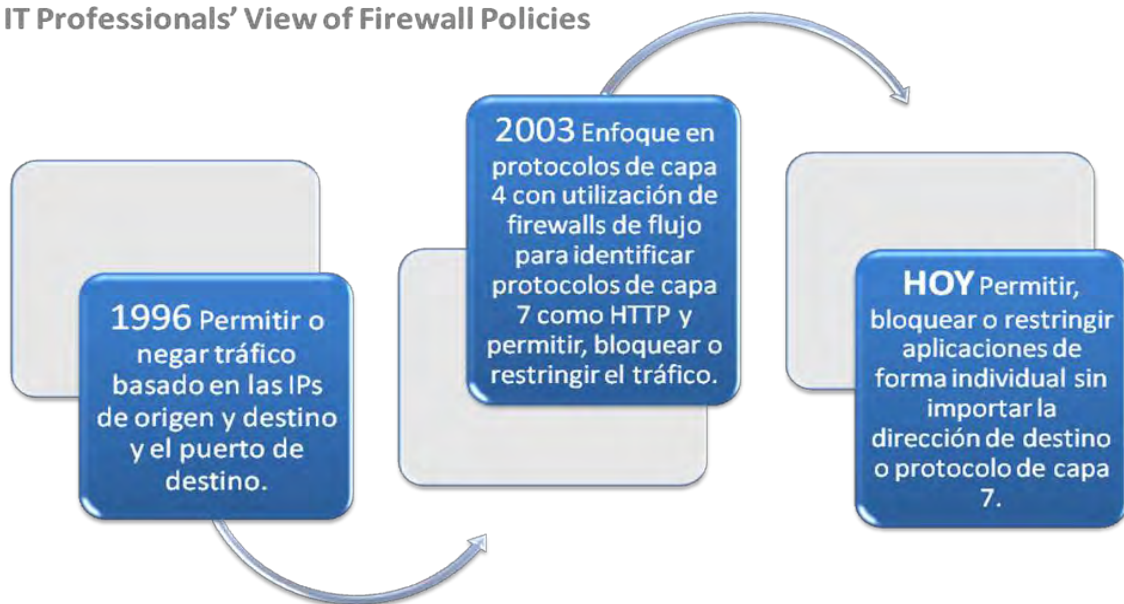 IT Professionals’ View of Firewall Policies
1996 Permitir o
negar tráfico
basado en las IPs
de origen y destino
y el puerto de
destino.
2003 Enfoque en
protocolos de capa
4 con utilización de
firewalls de flujo
para identificar
protocolos de capa
7 como HTTP y
permitir, bloquear o
restringir el tráfico.
HOY Permitir,
bloquear o restringir
aplicaciones de
forma individual sin
importar la
dirección de destino
o protocolo de capa
7.